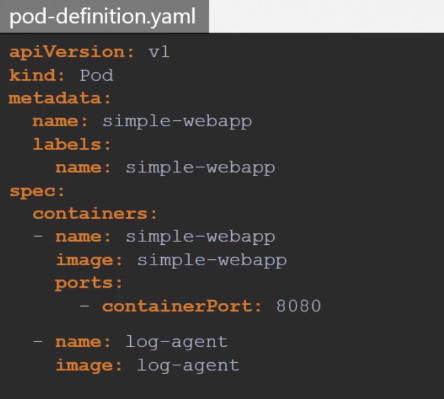 pod-definition.yaml
apiVersion: v1
kind: Pod
metadata:
  name: simple-webapp
  labels:
    name: simple-webapp
spec:
  containers:
  - name: simple-webapp
    image: simple-webapp
    ports:
      - containerPort: 8080
  - name: log-agent
    image: log-agent